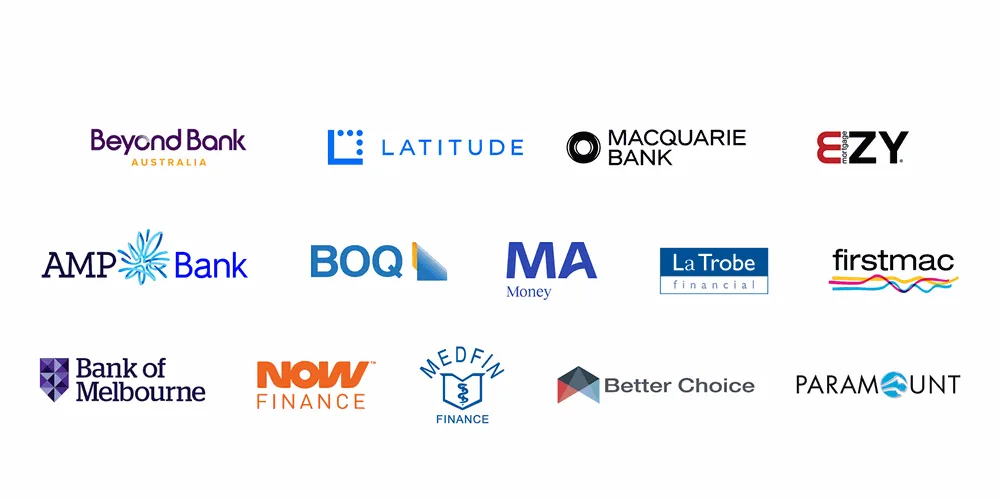 Beyond Bank
AUSTRALIA
LATITUDE
MACQUARIE
BANK
mortgage
EZY
AMP Bank
BOQ
MA
Money
La Trobe
financial
firstmac
Bank of
Melbourne
NOW™
FINANCE
MEDFIN
FINANCE
Better Choice
PARAMOUNT